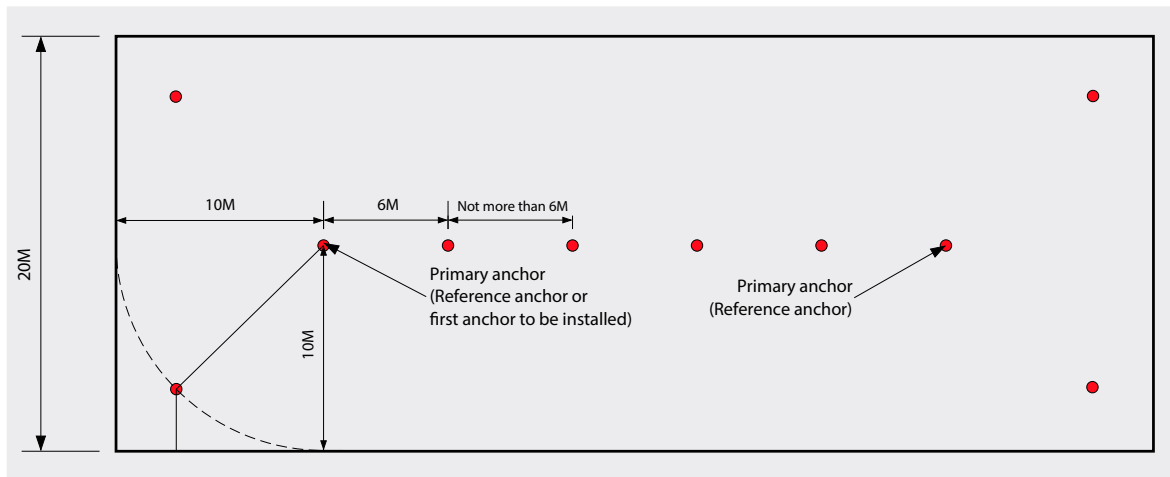 10M
6M
Not more than 6M
20M
Primary anchor
(Reference anchor or
first anchor to be installed)
Primary anchor
(Reference anchor)
10M